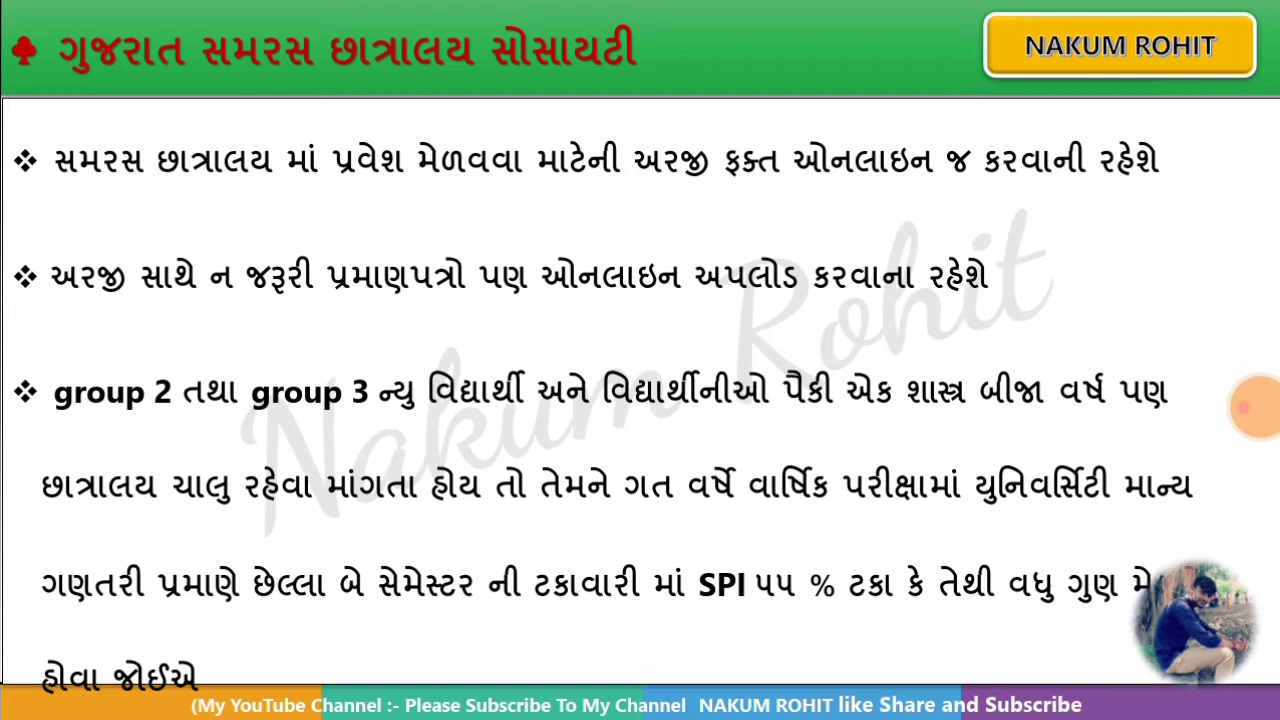 ♣ ગુજરાત સમરસ છાત્રાલય સોસાયટી
NAKUM ROHIT
❖ સમરસ છાત્રાલય માં પ્રવેશ મેળવવા માટેની અરજી ફક્ત ઓનલાઇન જ કરવાની રહેશે
❖ અરજી સાથે ન જરૂરી પ્રમાણપત્રો પણ ઓનલાઇન અપલોડ કરવાના રહેશે
❖ group 2 તથા group 3 ન્યુ વિદ્યાર્થી અને વિદ્યાર્થીનીઓ પૈકી એક શાસ્ત્ર બીજા વર્ષ પણ
છાત્રાલય ચાલુ રહેવા માંગતા હોય તો તેમને ગત વર્ષે વાર્ષિક પરીક્ષામાં યુનિવર્સિટી માન્ય
ગણતરી પ્રમાણે છેલ્લા બે સેમેસ્ટર ની ટકાવારી માં SPI ૫૫ % ટકા કે તેથી વધુ ગુણ
હોવા જોઈએ
Nakum Rohit
(My YouTube Channel :- Please Subscribe To My Channel NAKUM ROHIT like Share and Subscribe